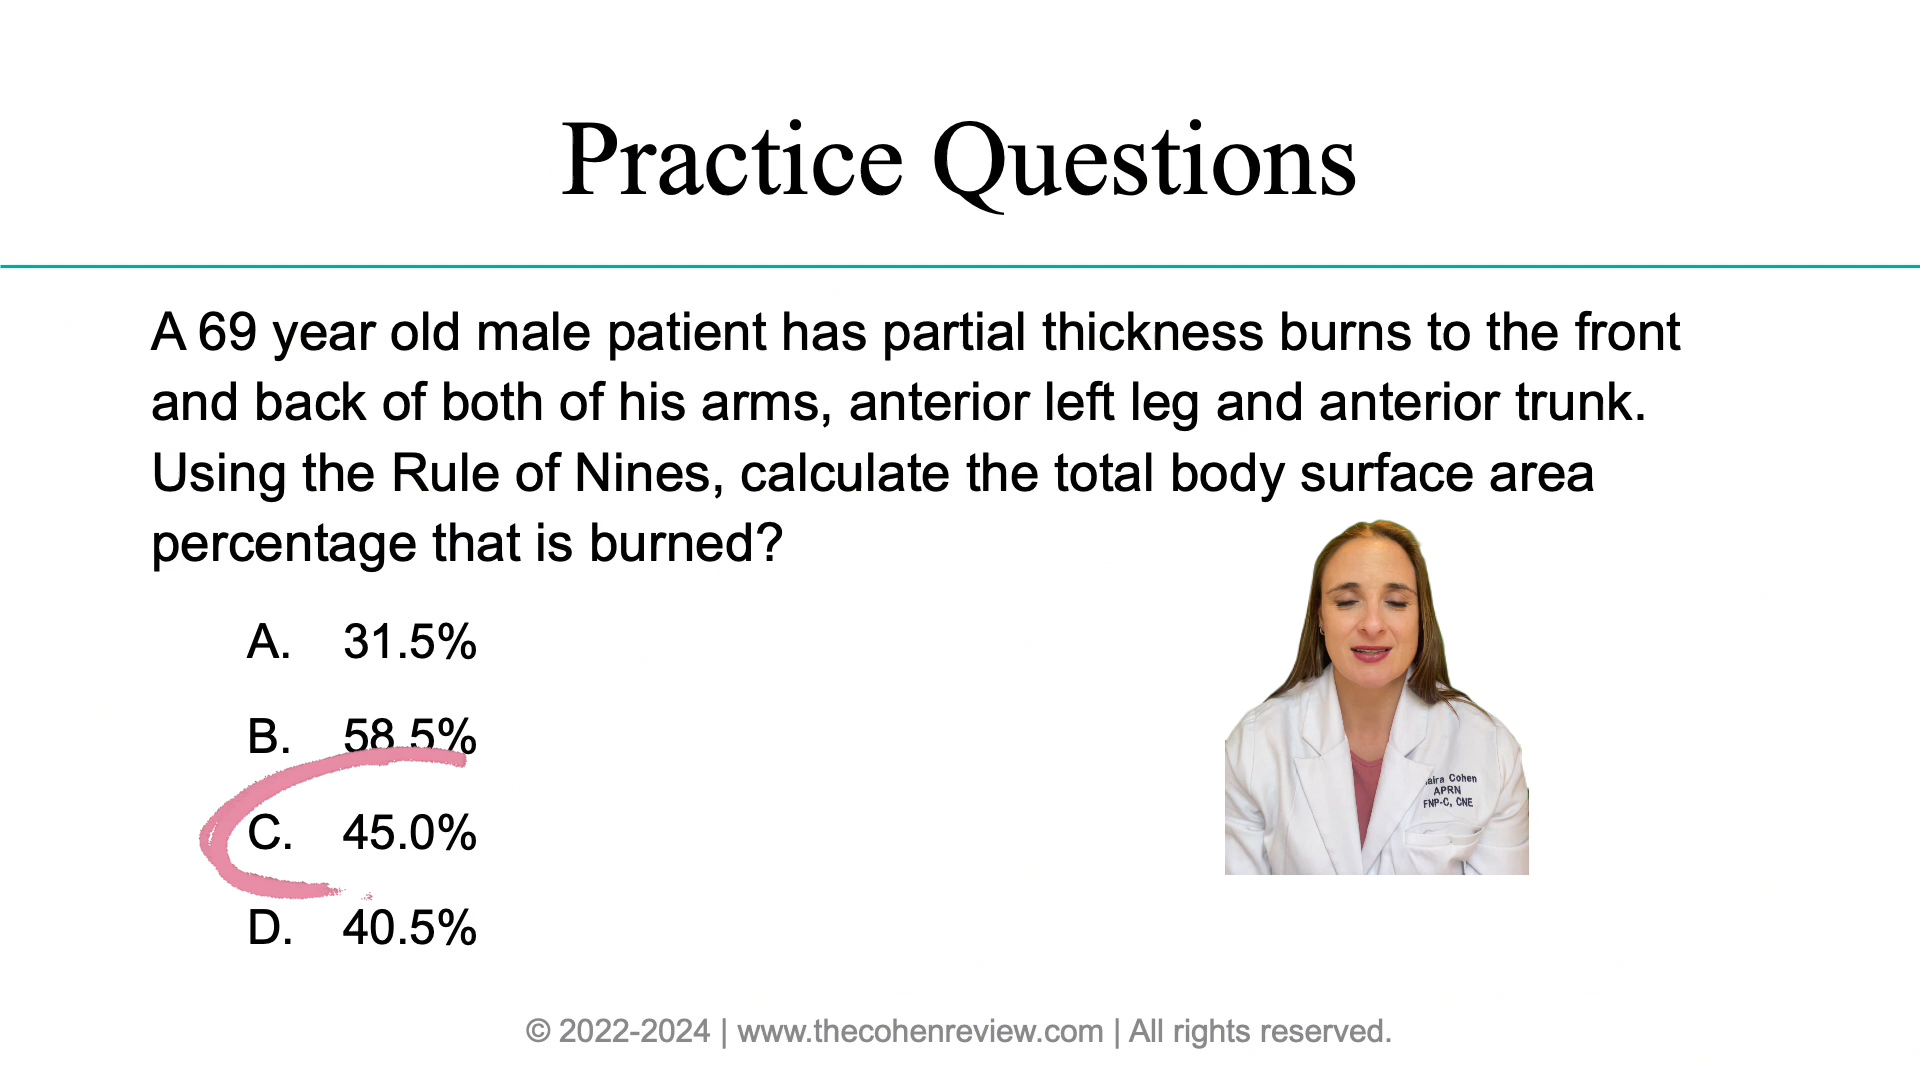 Practice Questions
A 69 year old male patient has partial thickness burns to the front
and back of both of his arms, anterior left leg and anterior trunk.
Using the Rule of Nines, calculate the total body surface area
percentage that is burned?
A. 31.5%
B. 58.5%
C. 45.0%
D. 40.5%
Cohen
APRN
FNP-C, CNE
© 2022-2024 | www.thecohenreview.com | All rights reserved.